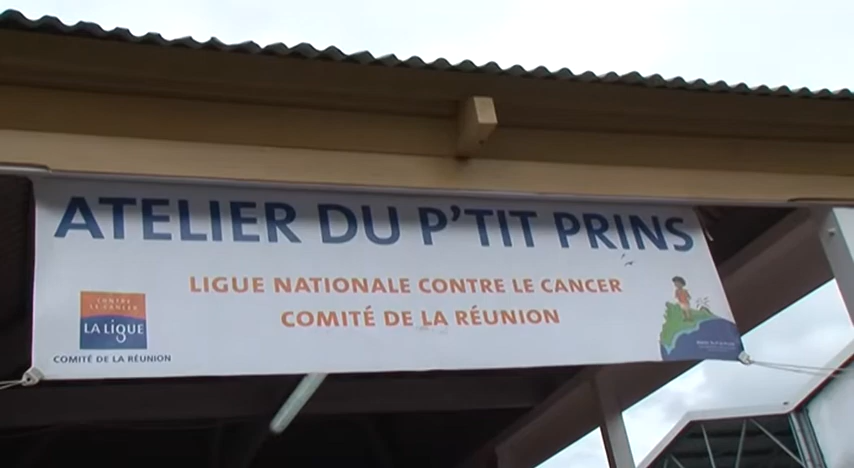 ATELIER DU P'TIT PRINS
LIGUE NATIONALE CONTRE LE CANCER
COMITÉ DE LA RÉUNION
CONTRE
LE CANCER
LA LIGUE
COMITÉ DE LA RÉUNION